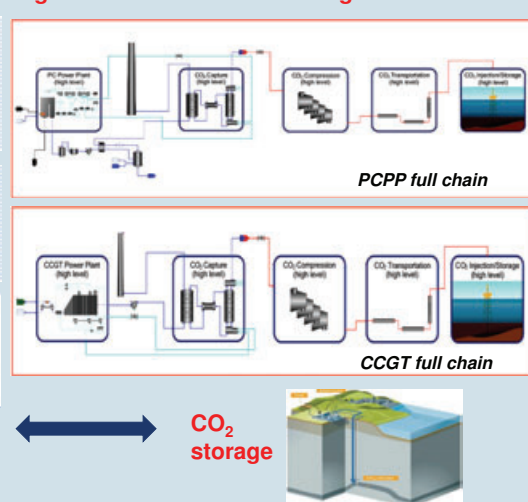 PC Power Plant
(high level)
CO₂ Capture
(high level)
CO₂ Compression
(high level)
CO₂ Transportation
(high level)
CO₂ Injection/Storage
(high level)
PCPP full chain
CCGT Power Plant
(high level)
CO₂ Capture
(high level)
CO₂ Compression
(high level)
CO₂ Transportation
(high level)
CO₂ Injection/Storage
(high level)
CCGT full chain
CO₂
storage